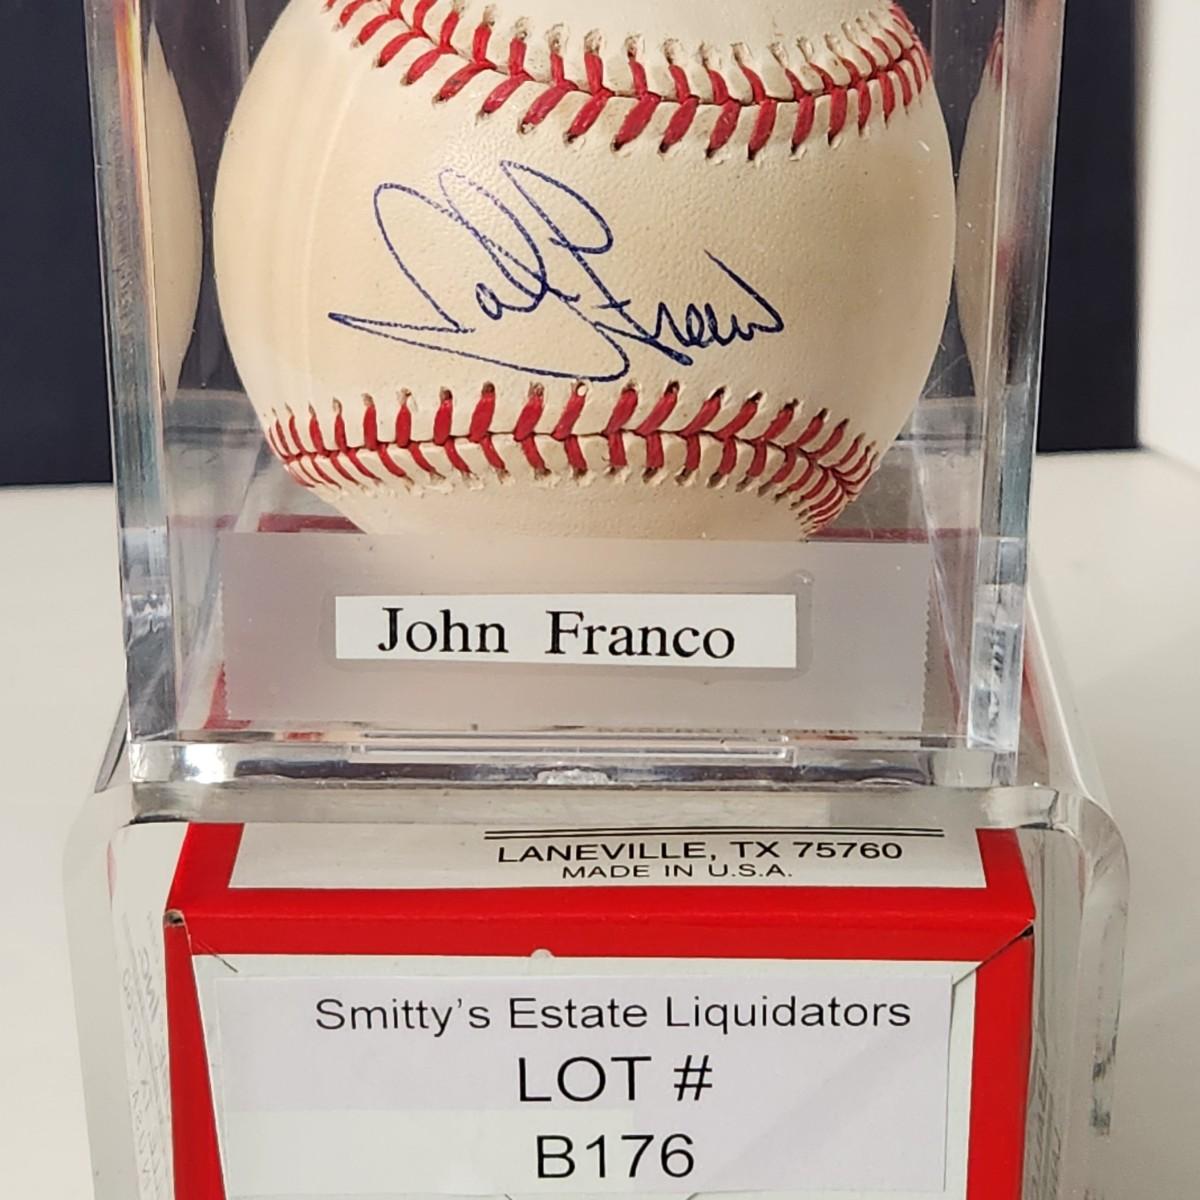 John Franco
LANEVILLE, TX 75760
MADE IN U.S.A.
Smitty's Estate Liquidators
LOT #
B176